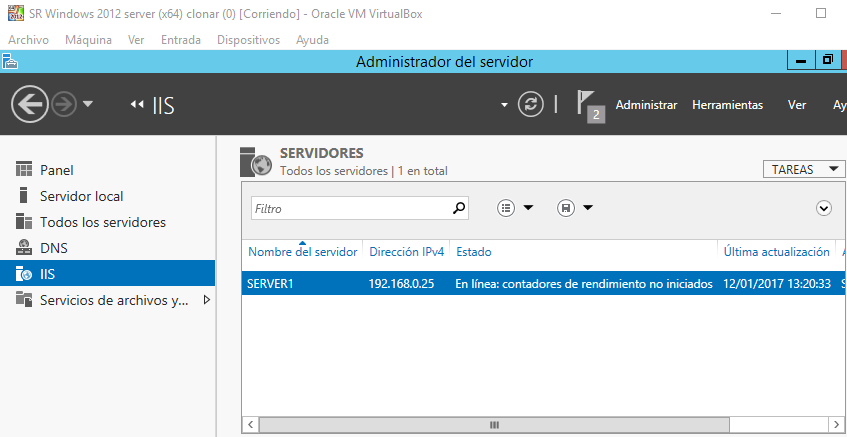 SR Windows 2012 server (x64) clonar (0) [Corriendo] - Oracle VM VirtualBox
Archivo Máquina Ver Entrada Dispositivos Ayuda
Administrador del servidor
IIS
2
Administrar Herramientas Ver Ay
Panel
Servidor local
Todos los servidores
DNS
IIS
Servicios de archivos y...
SERVIDORES
Todos los servidores | 1 en total
TAREAS
Filtro
Nombre del servidor Dirección IPv4 Estado Última actualización
SERVER1 192.168.0.25 En línea: contadores de rendimiento no iniciados 12/01/2017 13:20:33